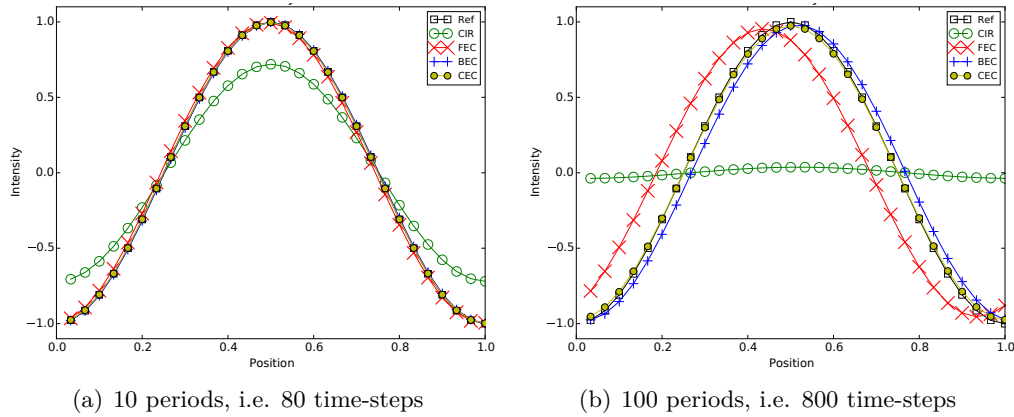 1.0
0.5
0.0
−0.5
−1.0
Intensity
0.0
0.2
0.4
0.6
0.8
1.0
Position
Ref
CIR
FEC
BEC
CEC
(a) 10 periods, i.e. 80 time-steps
1.0
0.5
0.0
−0.5
−1.0
Intensity
0.0
0.2
0.4
0.6
0.8
1.0
Position
Ref
CIR
FEC
BEC
CEC
(b) 100 periods, i.e. 800 time-steps